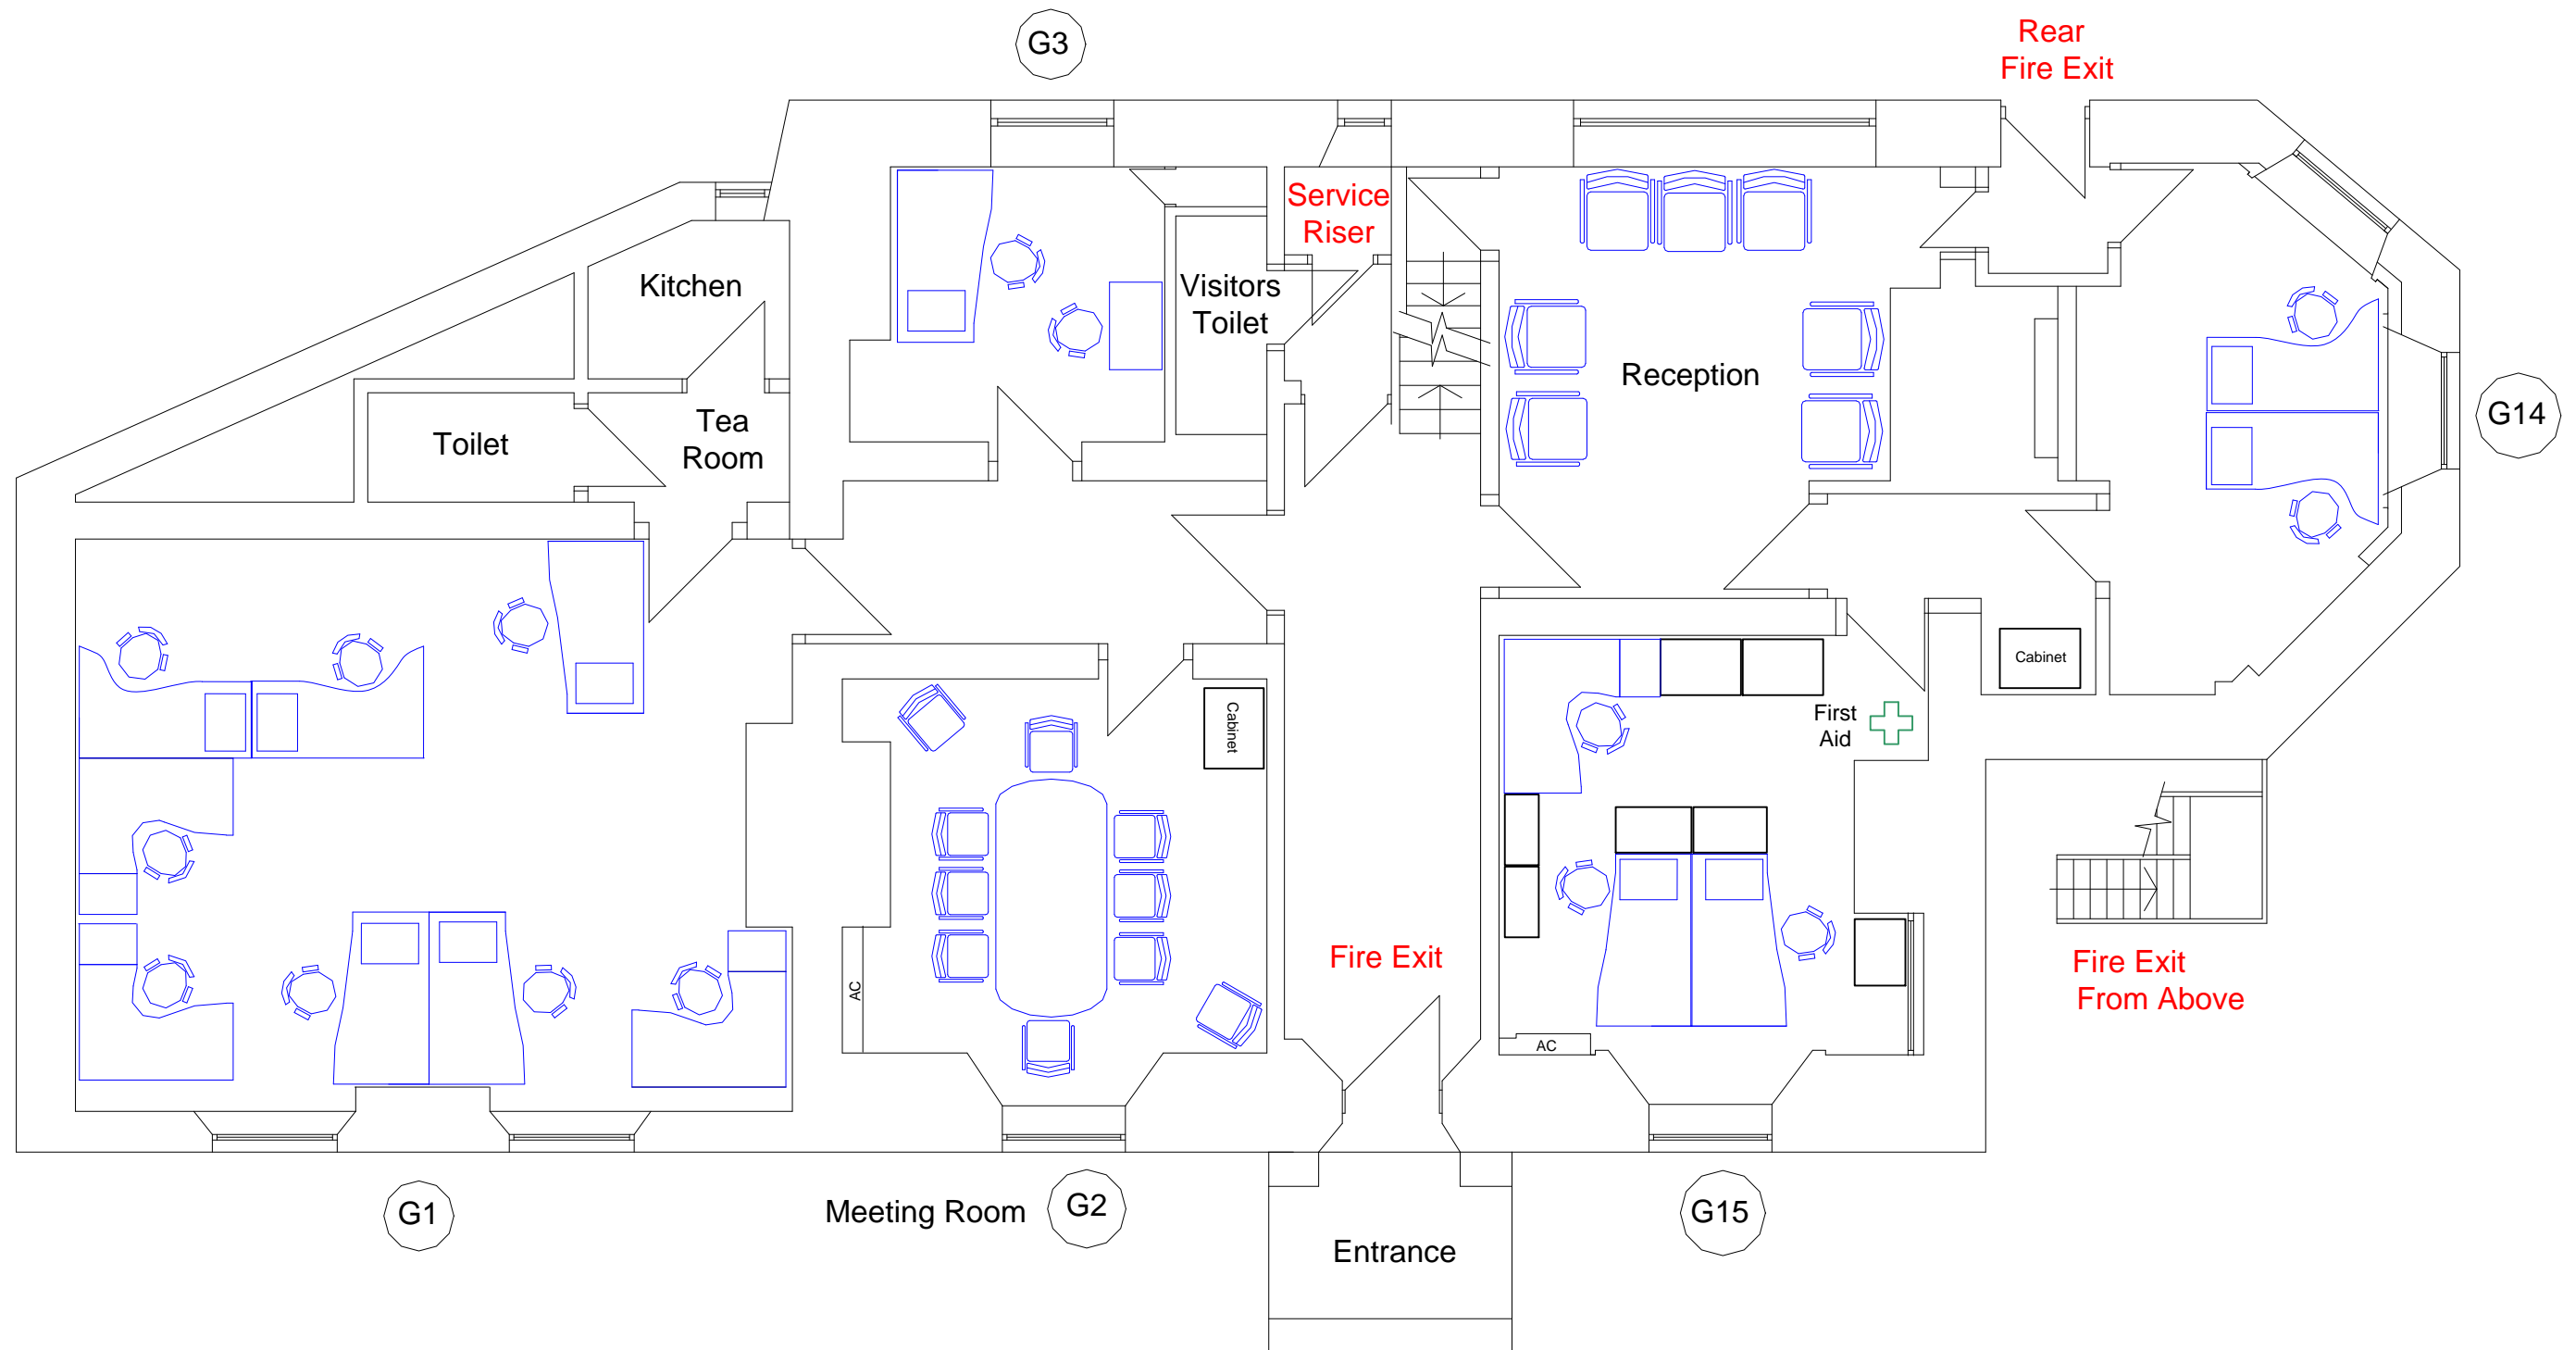 G3
Rear
Fire Exit
Service
Riser
Kitchen
Visitors
Toilet
Reception
G14
Tea
Room
Toilet
Cabinet
First
Aid
Cabinet
Fire Exit
Fire Exit
From Above
AC
AC
G1
Meeting Room
G2
G15
Entrance